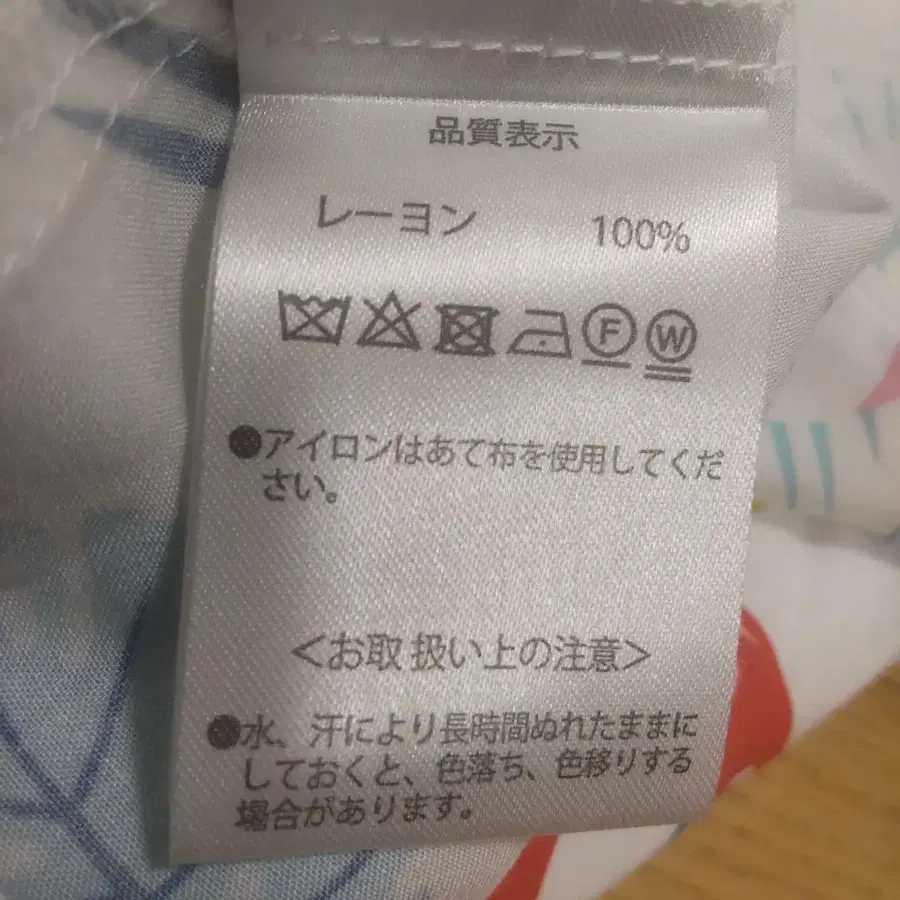 品質表示
レーヨン 100%
F W
●アイロンはあて布を使用してくだ
さい。
<お取扱い上の注意>
●水、汗により長時間ぬれたままに
しておくと、色落ち、色移りする
場合があります。